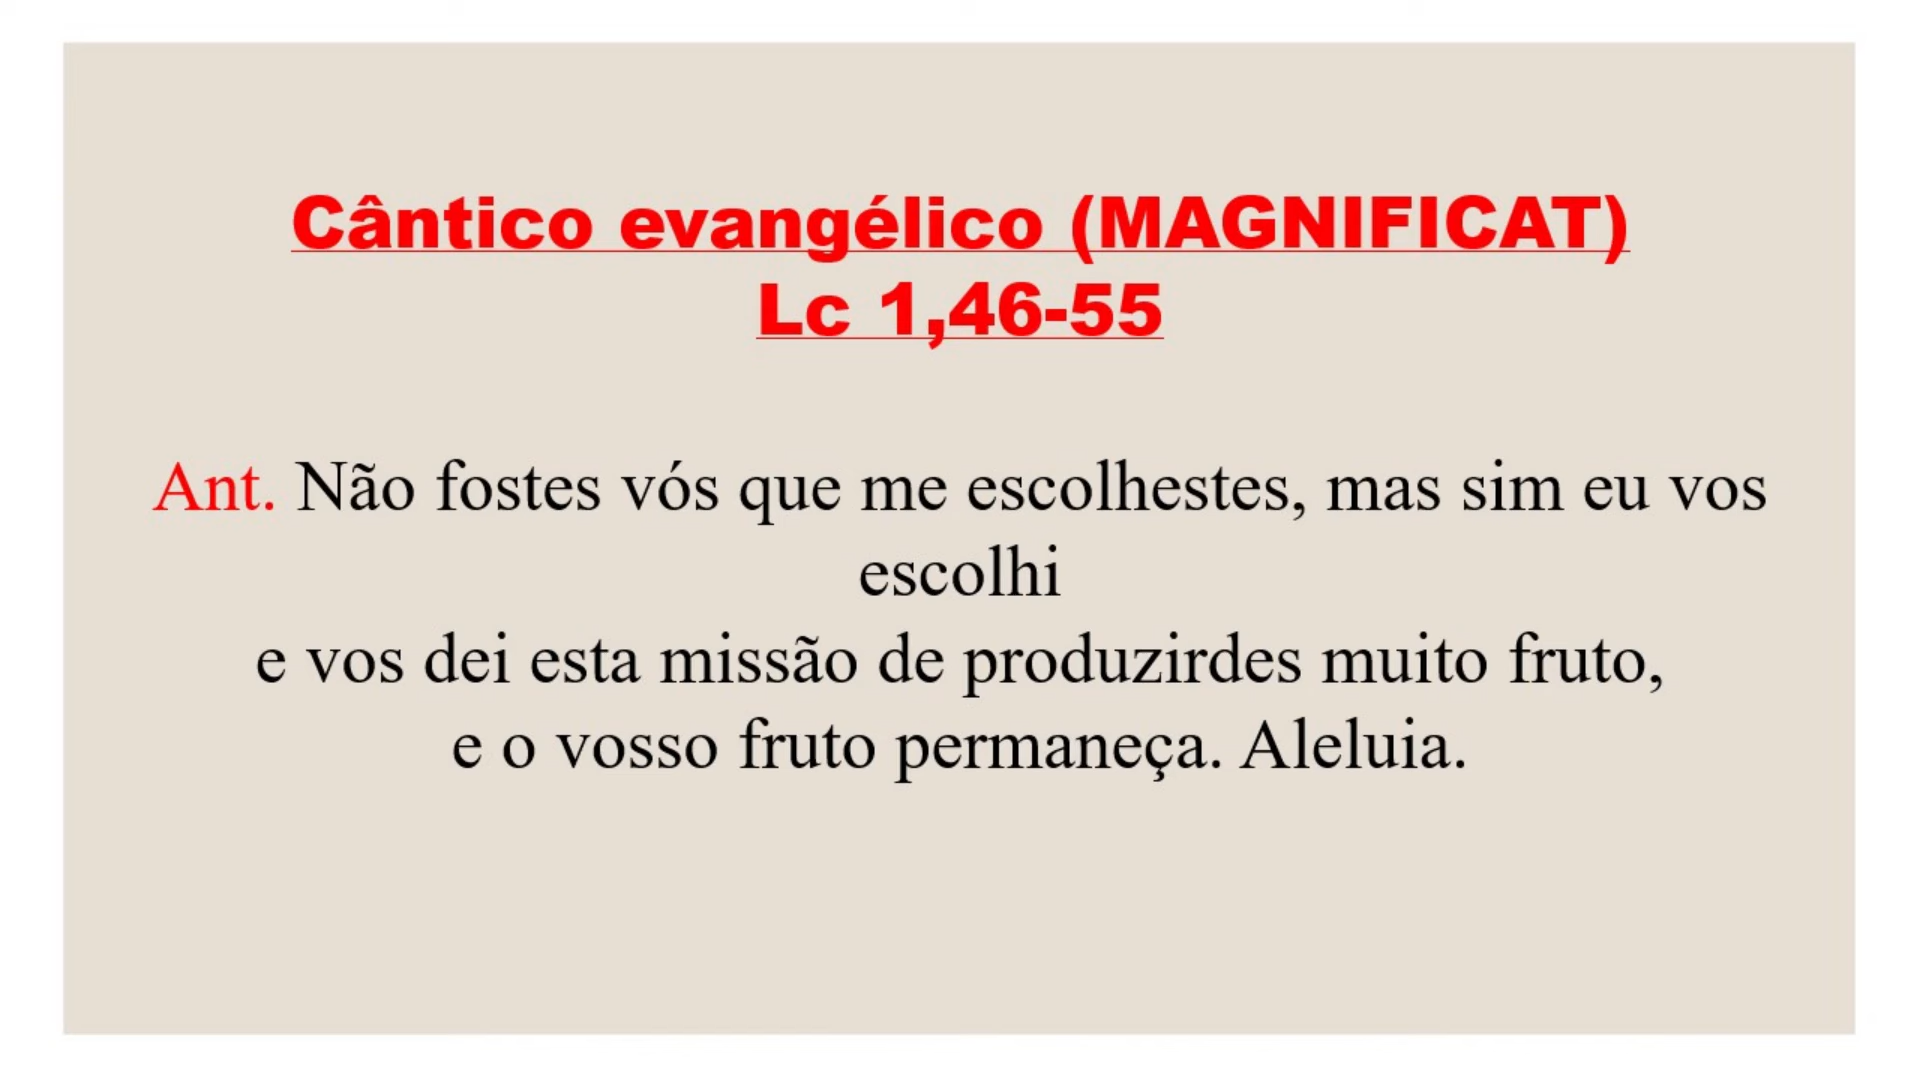 Cântico evangélico (MAGNIFICAT)
Lc 1,46-55
Ant. Não fostes vós que me escolhestes, mas sim eu vos
escolhi
e vos dei esta missão de produzirdes muito fruto,
e o vosso fruto permaneça. Aleluia.